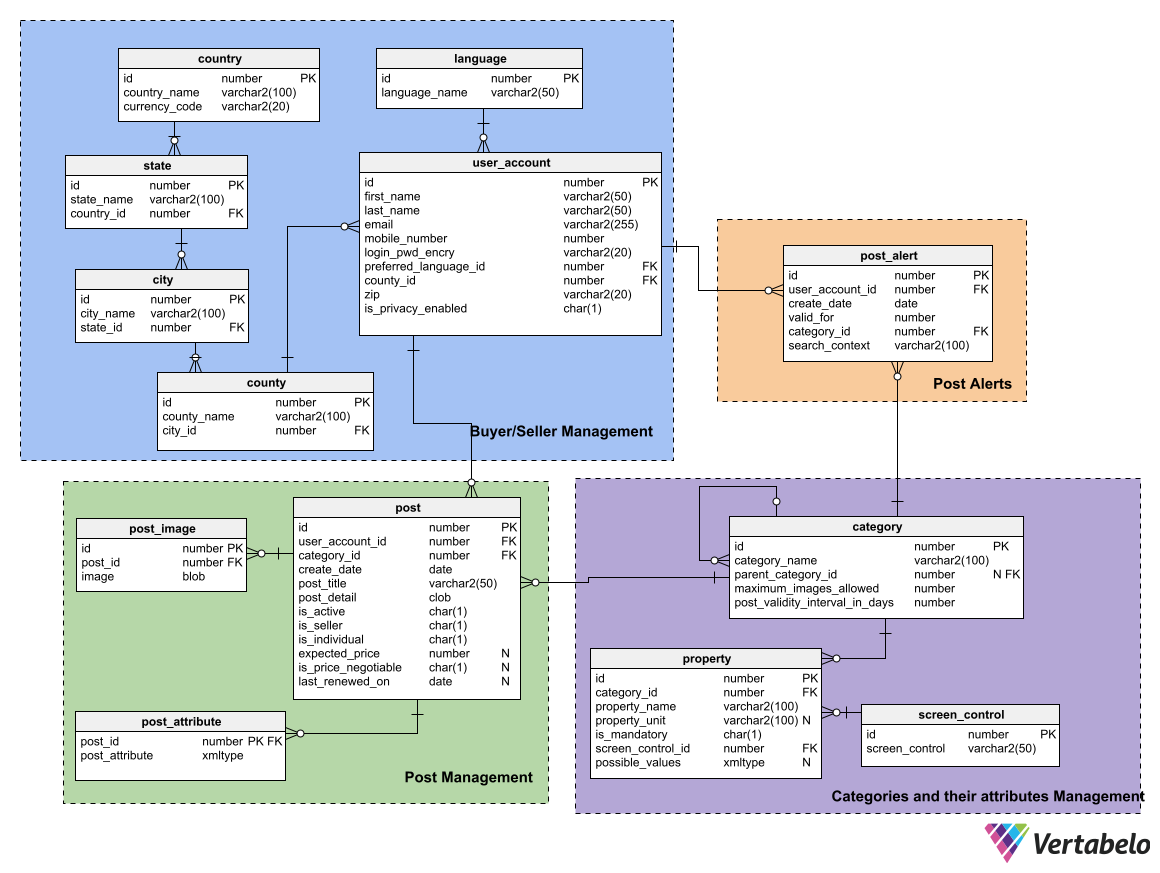 country
id number PK
country_name varchar2(100)
currency_code varchar2(20)
language
id number PK
language_name varchar2(50)
state
id number PK
state_name varchar2(100)
country_id number FK
user_account
id number PK
first_name varchar2(50)
last_name varchar2(50)
email varchar2(255)
mobile_number number
login_pwd_encry varchar2(20)
preferred_language_id number FK
county_id number FK
zip varchar2(20)
is_privacy_enabled char(1)
city
id number PK
city_name varchar2(100)
state_id number FK
county
id number PK
county_name varchar2(100)
city_id number FK
Buyer/Seller Management
post_alert
id number PK
user_account_id number FK
create_date date
valid_for number
category_id number FK
search_context varchar2(100)
Post Alerts
post_image
id number PK
post_id number FK
image blob
post
id number PK
user_account_id number FK
category_id number FK
create_date date
post_title varchar2(50)
post_detail clob
is_active char(1)
is_seller char(1)
is_individual char(1)
expected_price number N
is_price_negotiable char(1) N
last_renewed_on date N
post_attribute
post_id number PK FK
post_attribute xmltype
Post Management
category
id number PK
category_name varchar2(100)
parent_category_id number N FK
maximum_images_allowed number
post_validity_interval_in_days number
property
id number PK
category_id number FK
property_name varchar2(100)
property_unit varchar2(100) N
is_mandatory char(1)
screen_control_id number FK
possible_values xmltype N
screen_control
id number PK
screen_control varchar2(50)
Categories and their attributes Management
Vertabelo